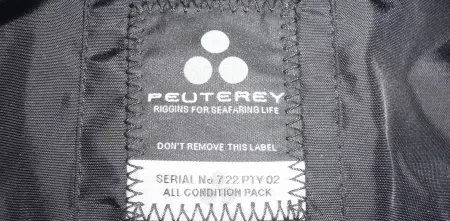 PEUTEREY
RIGGINS FOR SEAFARING LIFE
DON'T REMOVE THIS LABEL
SERIAL No 722 PTY 02
ALL CONDITION PACK